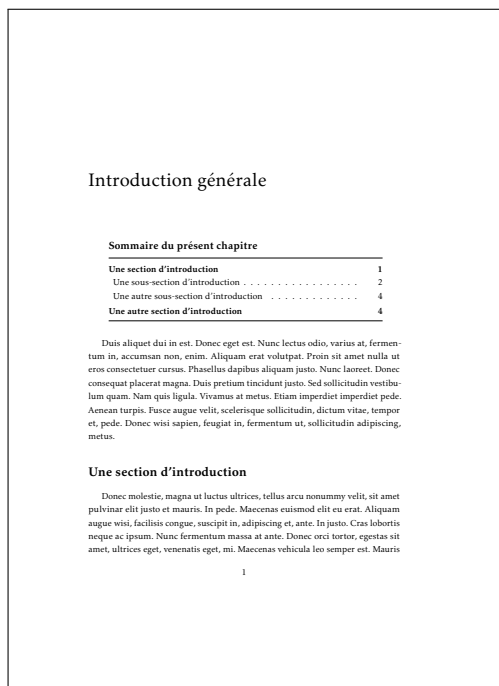 Introduction générale
Sommaire du présent chapitre
Une section d’introduction 1
Une sous-section d’introduction . . . . . . . . . . . . . . . . . 2
Une autre sous-section d’introduction . . . . . . . . . . . . . 4
Une autre section d’introduction 4
Duis aliquet dui in est. Donec eget est. Nunc lectus odio, varius at, fermen-
tum in, accumsan non, enim. Aliquam erat volutpat. Proin sit amet nulla ut
eros consectetuer cursus. Phasellus dapibus aliquam justo. Nunc laoreet. Donec
consequat placerat magna. Duis pretium tincidunt justo. Sed sollicitudin vestibu-
lum quam. Nam quis ligula. Vivamus at metus. Etiam imperdiet imperdiet pede.
Aenean turpis. Fusce augue velit, scelerisque sollicitudin, dictum vitae, tempor
et, pede. Donec wisi sapien, feugiat in, fermentum ut, sollicitudin adipiscing,
metus.
Une section d’introduction
Donec molestie, magna ut luctus ultrices, tellus arcu nonummy velit, sit amet
pulvinar elit justo et mauris. In pede. Maecenas euismod elit eu erat. Aliquam
augue wisi, facilisis congue, suscipit in, adipiscing et, ante. In justo. Cras lobortis
neque ac ipsum. Nunc fermentum massa at ante. Donec orci tortor, egestas sit
amet, ultrices eget, venenatis eget, mi. Maecenas vehicula leo semper est. Mauris
1